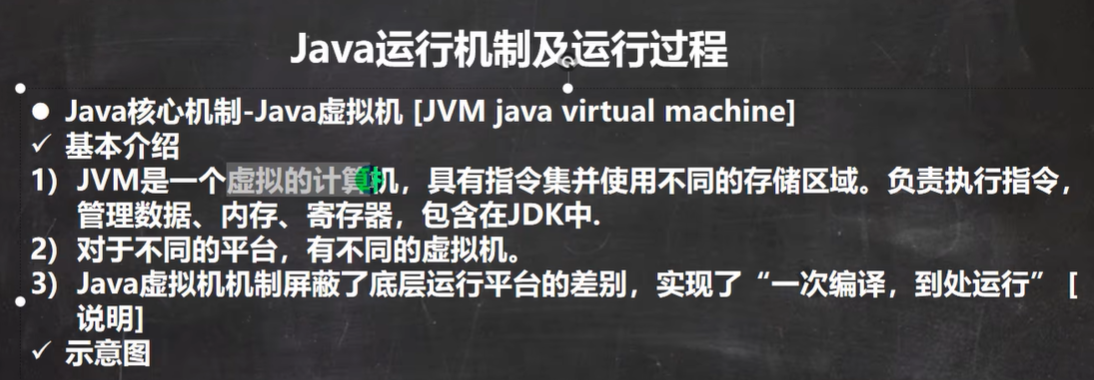 Java运行机制及运行过程
● Java核心机制-Java虚拟机 [JVM java virtual machine]
✓ 基本介绍
1) JVM是一个虚拟的计算机，具有指令集并使用不同的存储区域。负责执行指令，
管理数据、内存、寄存器，包含在JDK中.
2) 对于不同的平台，有不同的虚拟机。
3) Java虚拟机机制屏蔽了底层运行平台的差别，实现了“一次编译，到处运行” [
说明]
✓ 示意图